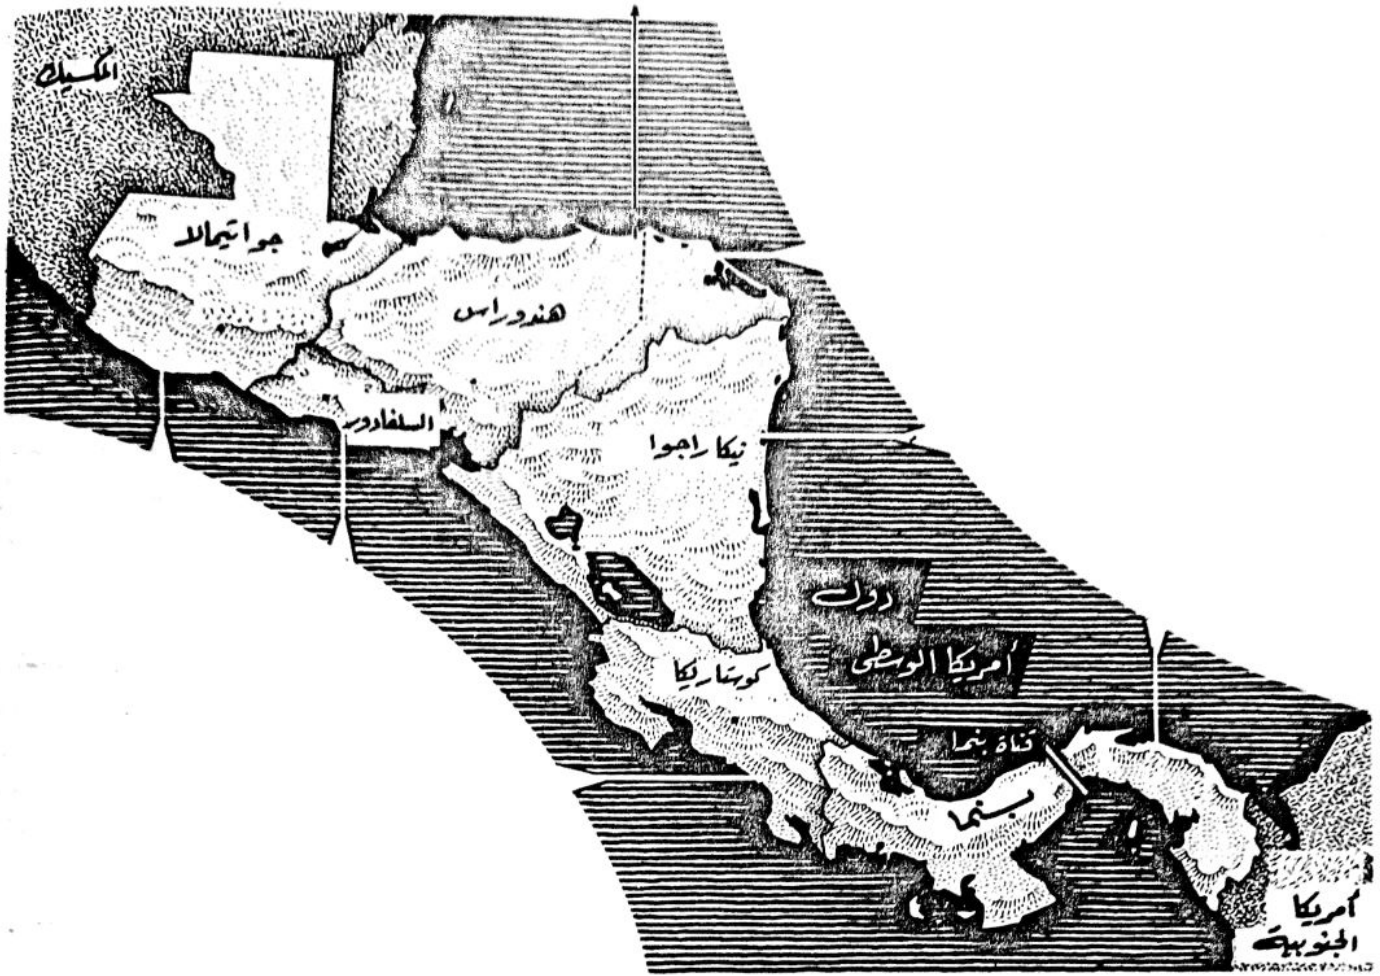 المكسيك
جواتيمالا
هندوراس
السلفادور
نيكاراجوا
دول
أمريكا الوسطى
كوستاريكا
قناة بنما
بنما
أمريكا
الجنوبية